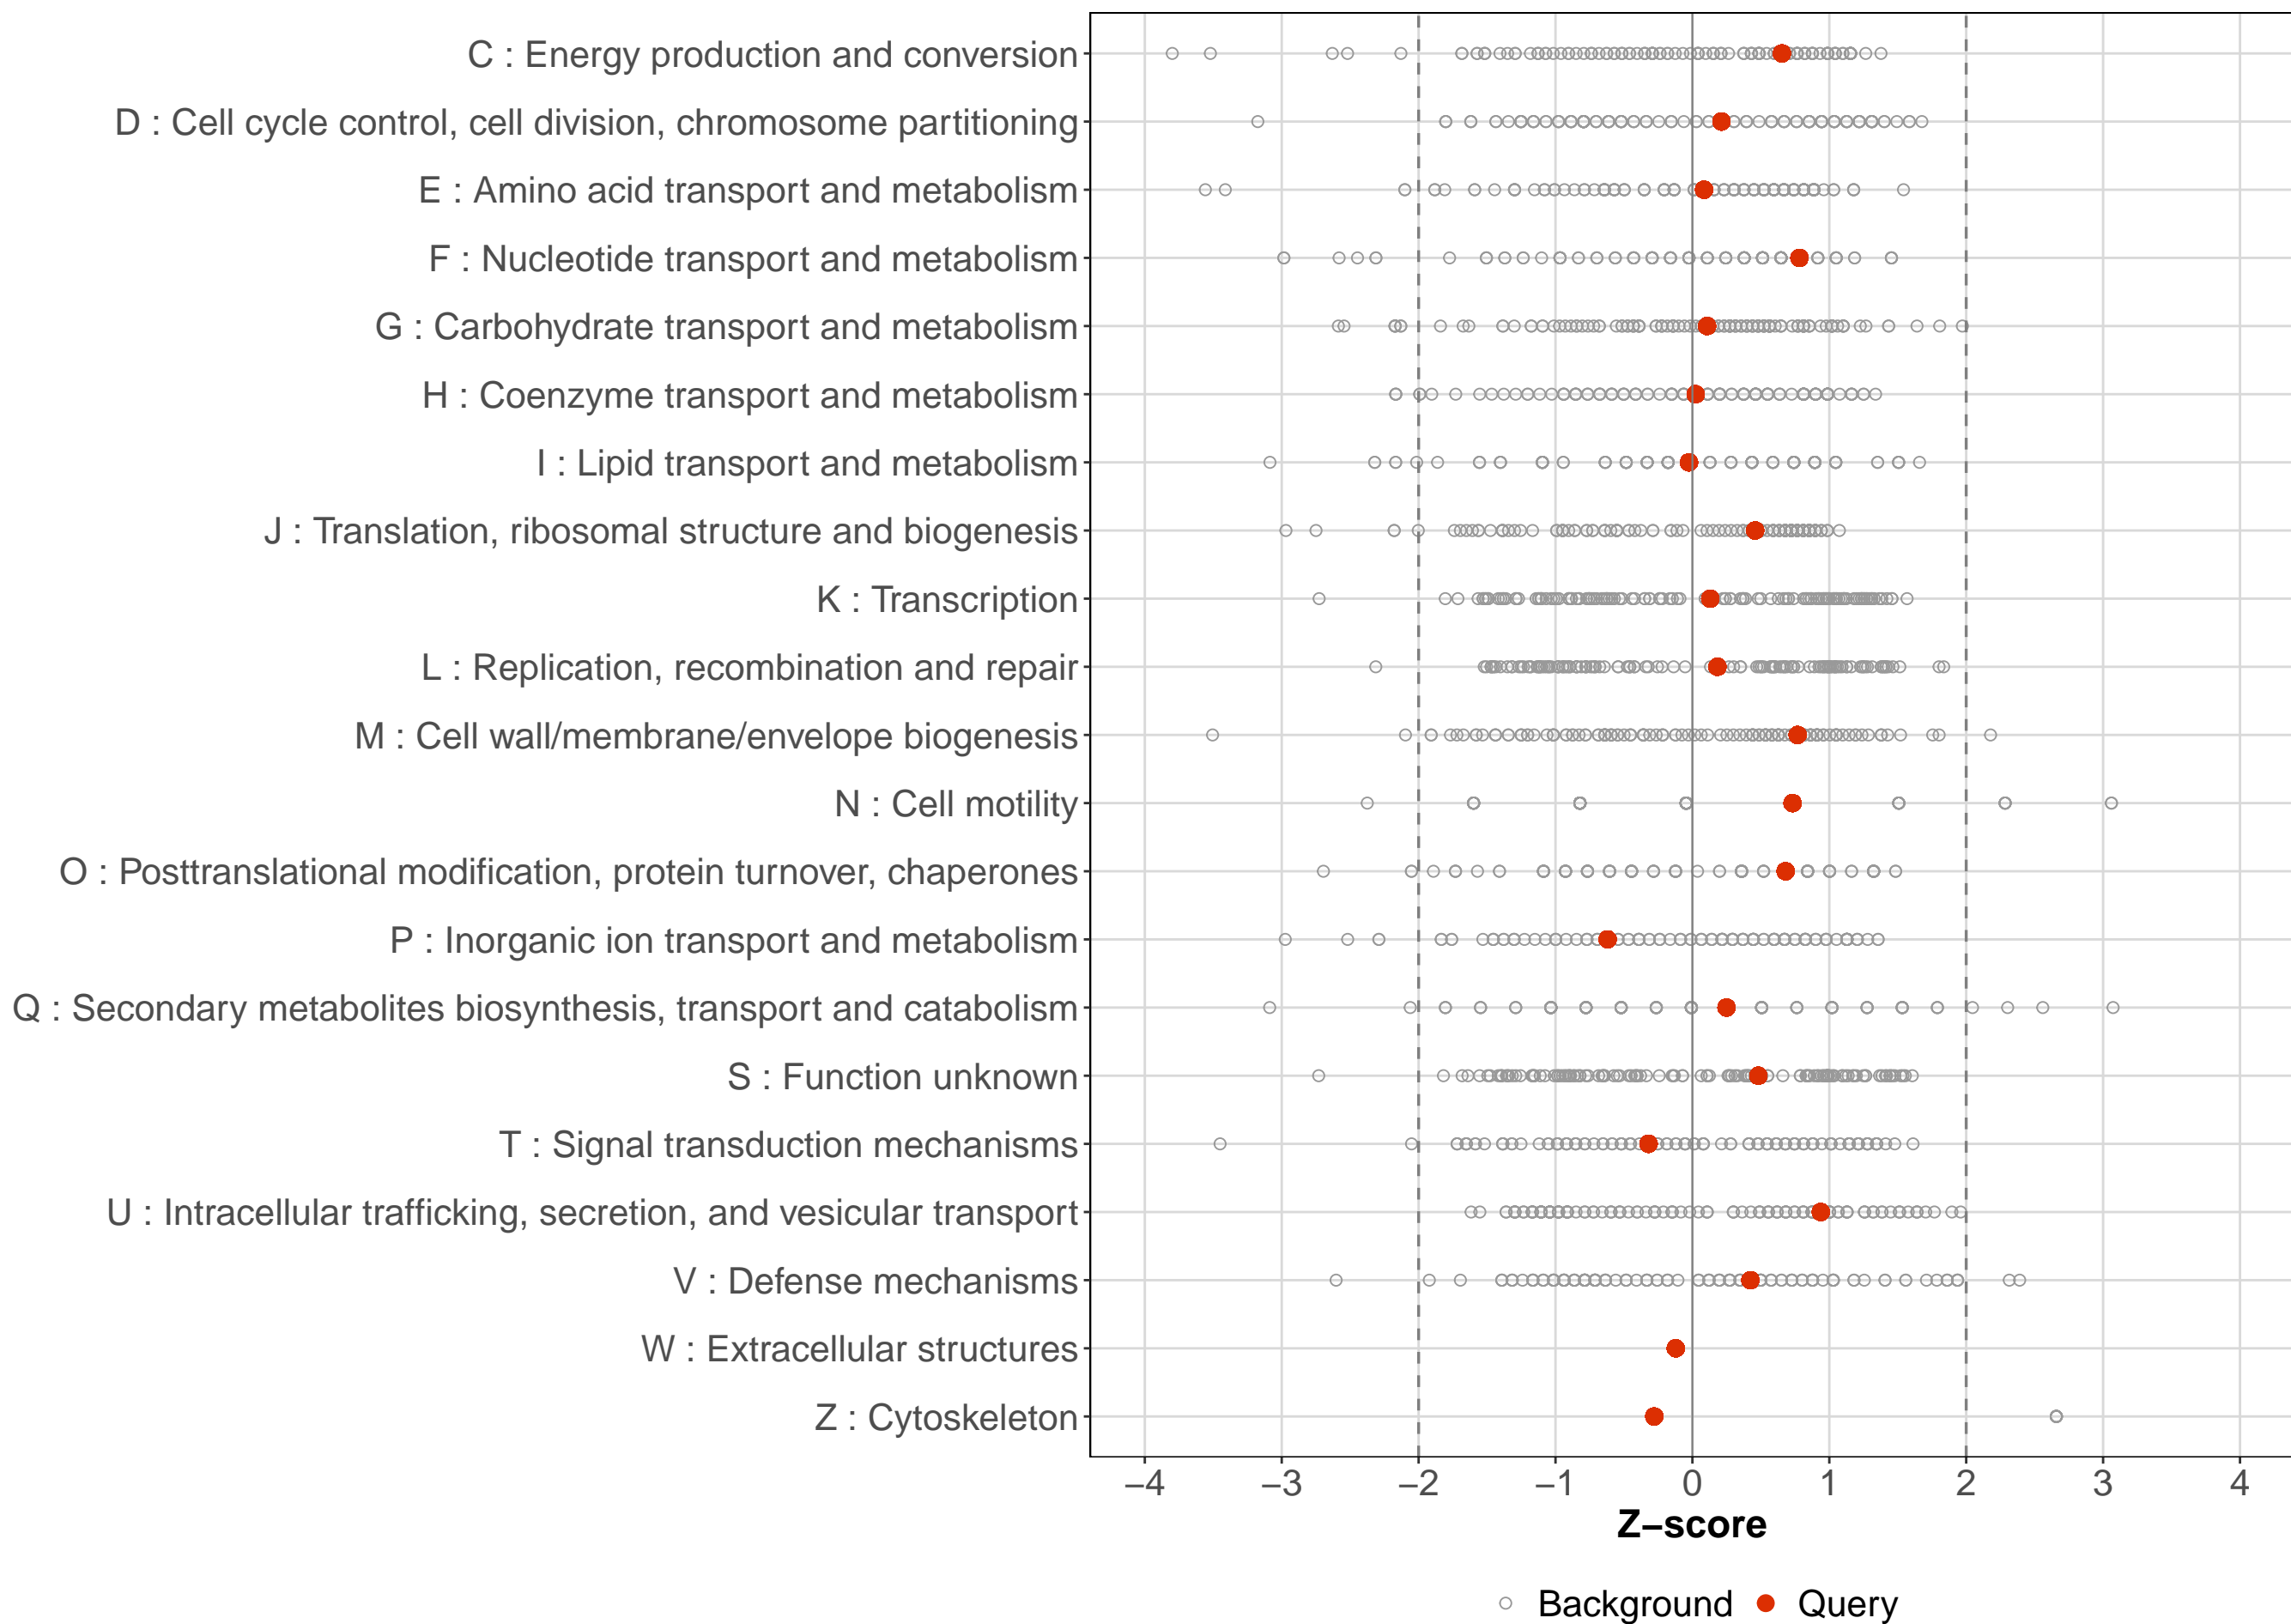 C : Energy production and conversion
D : Cell cycle control, cell division, chromosome partitioning
E : Amino acid transport and metabolism
F : Nucleotide transport and metabolism
G : Carbohydrate transport and metabolism
H : Coenzyme transport and metabolism
I : Lipid transport and metabolism
J : Translation, ribosomal structure and biogenesis
K : Transcription
L : Replication, recombination and repair
M : Cell wall/membrane/envelope biogenesis
N : Cell motility
O : Posttranslational modification, protein turnover, chaperones
P : Inorganic ion transport and metabolism
Q : Secondary metabolites biosynthesis, transport and catabolism
S : Function unknown
T : Signal transduction mechanisms
U : Intracellular trafficking, secretion, and vesicular transport
V : Defense mechanisms
W : Extracellular structures
Z : Cytoskeleton
−4 −3 −2 −1 0 1 2 3 4
Z−score
Background Query